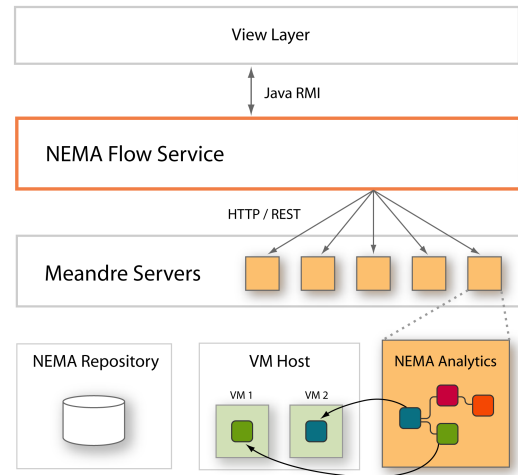 View Layer
Java RMI
NEMA Flow Service
HTTP / REST
Meandre Servers
NEMA Repository
VM Host
NEMA Analytics
VM 1
VM 2